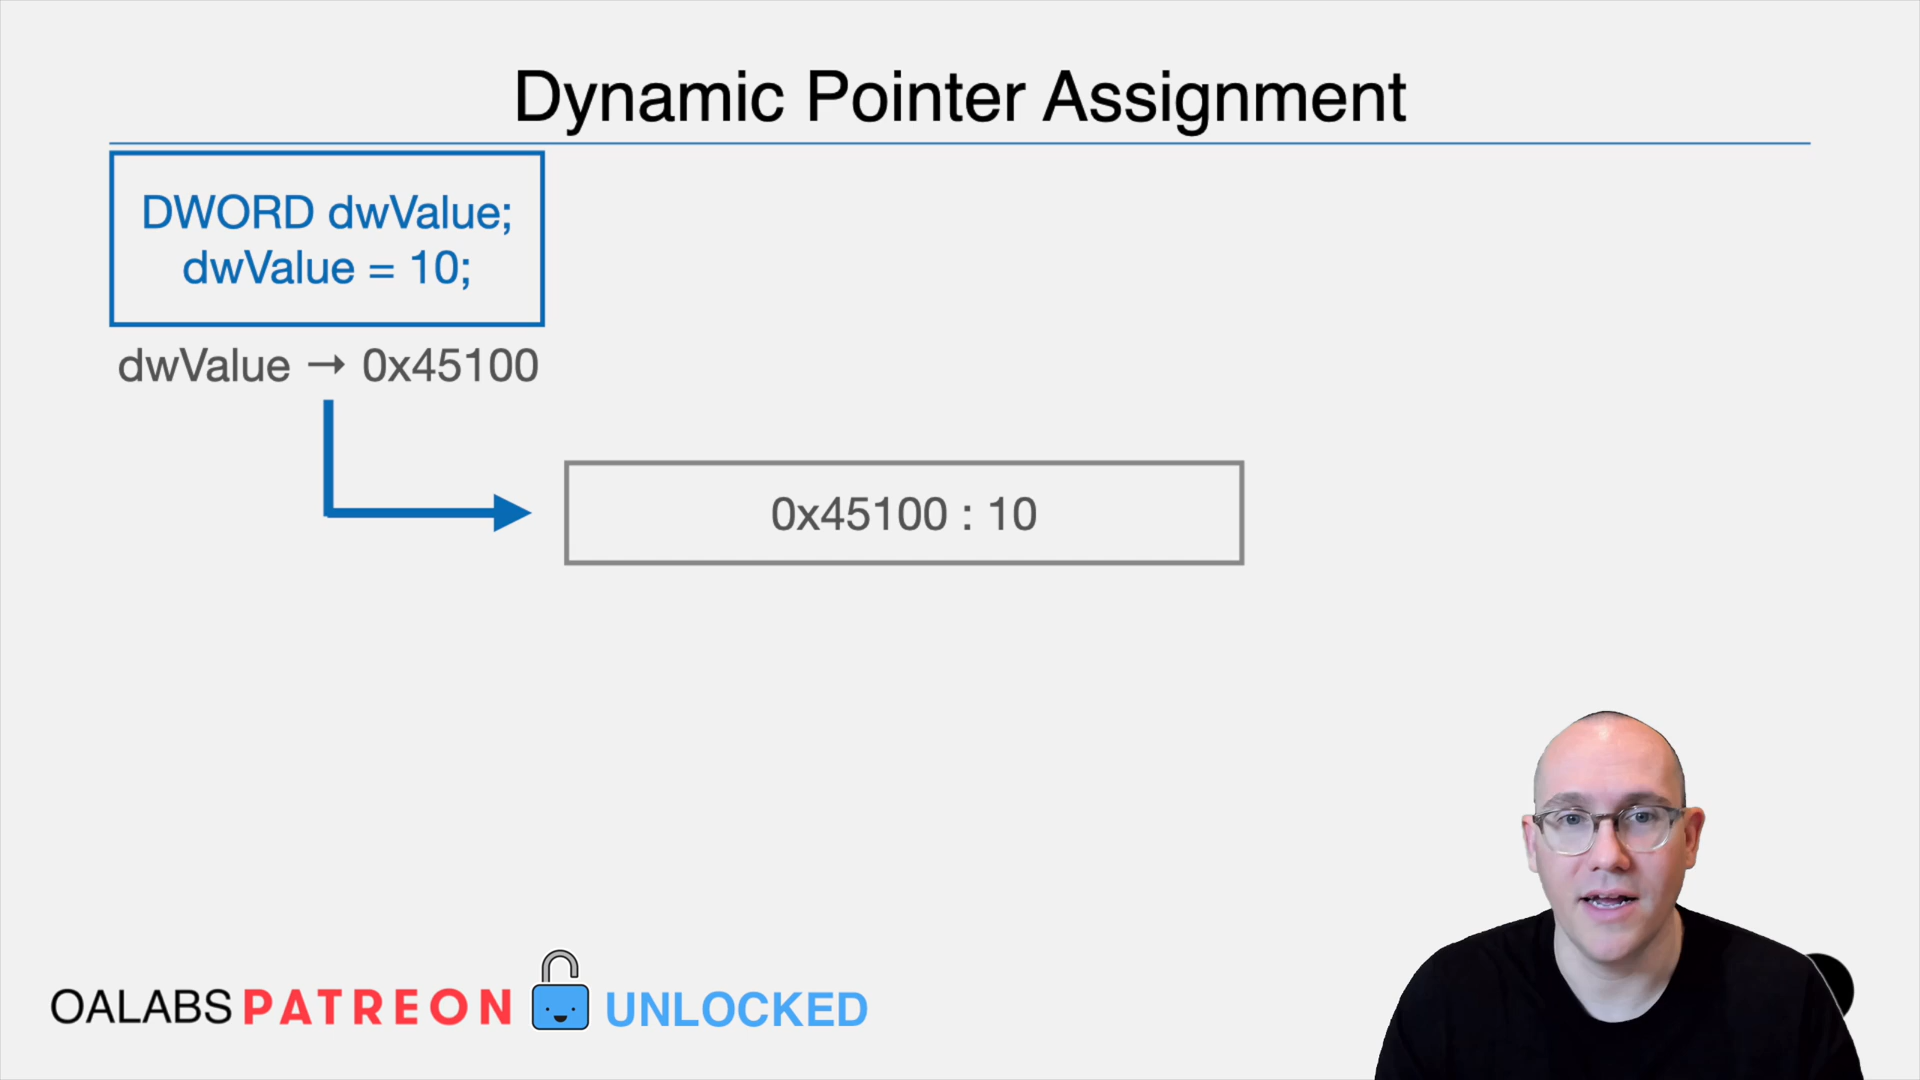 Dynamic Pointer Assignment
DWORD dwValue;
dwValue = 10;
dwValue → 0x45100
0x45100 : 10
OALABS PATREON UNLOCKED